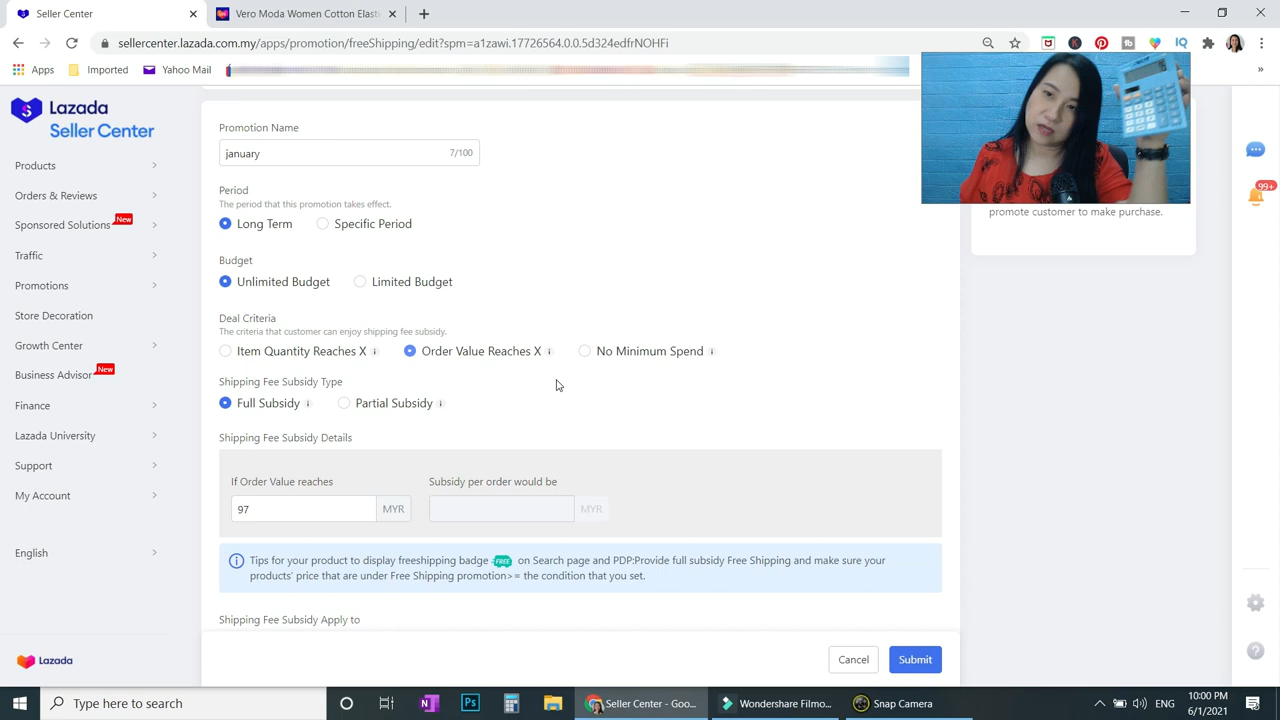 Seller Center
Vero Moda Women Cotton Elast
sellercenter.lazada.com.my/apps/promotion/freeShipping/edit?spm=a1zawi.17726564.0.0.5d324edfrNOHFi
Apps
Imported
Yahoo Mail
Lazada
Seller Center
Products
Orders & Reviews
Sponsored Solutions
New
Traffic
Promotions
Store Decoration
Growth Center
Business Advisor
New
Finance
Lazada University
Support
My Account
English
Lazada
Promotion Name
january
7/100
Period
The period that this promotion takes effect.
Long Term
Specific Period
Budget
Unlimited Budget
Limited Budget
Deal Criteria
The criteria that customer can enjoy shipping fee subsidy.
Item Quantity Reaches X
Order Value Reaches X
No Minimum Spend
Shipping Fee Subsidy Type
Full Subsidy
Partial Subsidy
Shipping Fee Subsidy Details
If Order Value reaches
Subsidy per order would be
97
MYR
MYR
Tips for your product to display freeshipping badge FREE on Search page and PDP:Provide full subsidy Free Shipping and make sure your
products' price that are under Free Shipping promotion>= the condition that you set.
Shipping Fee Subsidy Apply to
Cancel
Submit
promote customer to make purchase.
99+
Type here to search
Seller Center - Goo...
Wondershare Filmo...
Snap Camera
ENG
10:00 PM
6/1/2021